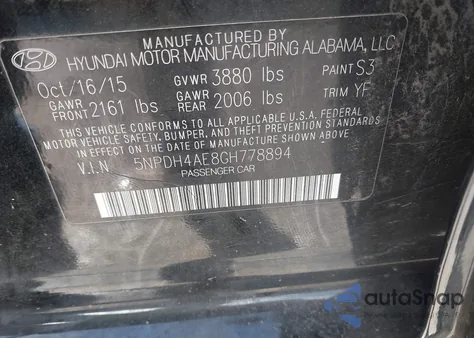 MANUFACTURED BY
HYUNDAI MOTOR MANUFACTURING ALABAMA, LLC
Oct/16/15 GVWR 3880 lbs PAINT S3
GAWR FRONT 2161 lbs GAWR REAR 2006 lbs TRIM YF
THIS VEHICLE CONFORMS TO ALL APPLICABLE U.S.A. FEDERAL
MOTOR VEHICLE SAFETY, BUMPER, AND THEFT PREVENTION STANDARDS
IN EFFECT ON THE DATE OF MANUFACTURE SHOWN ABOVE.
V.I.N. 5NPDH4AE8GH778894
PASSENGER CAR
autoSnap